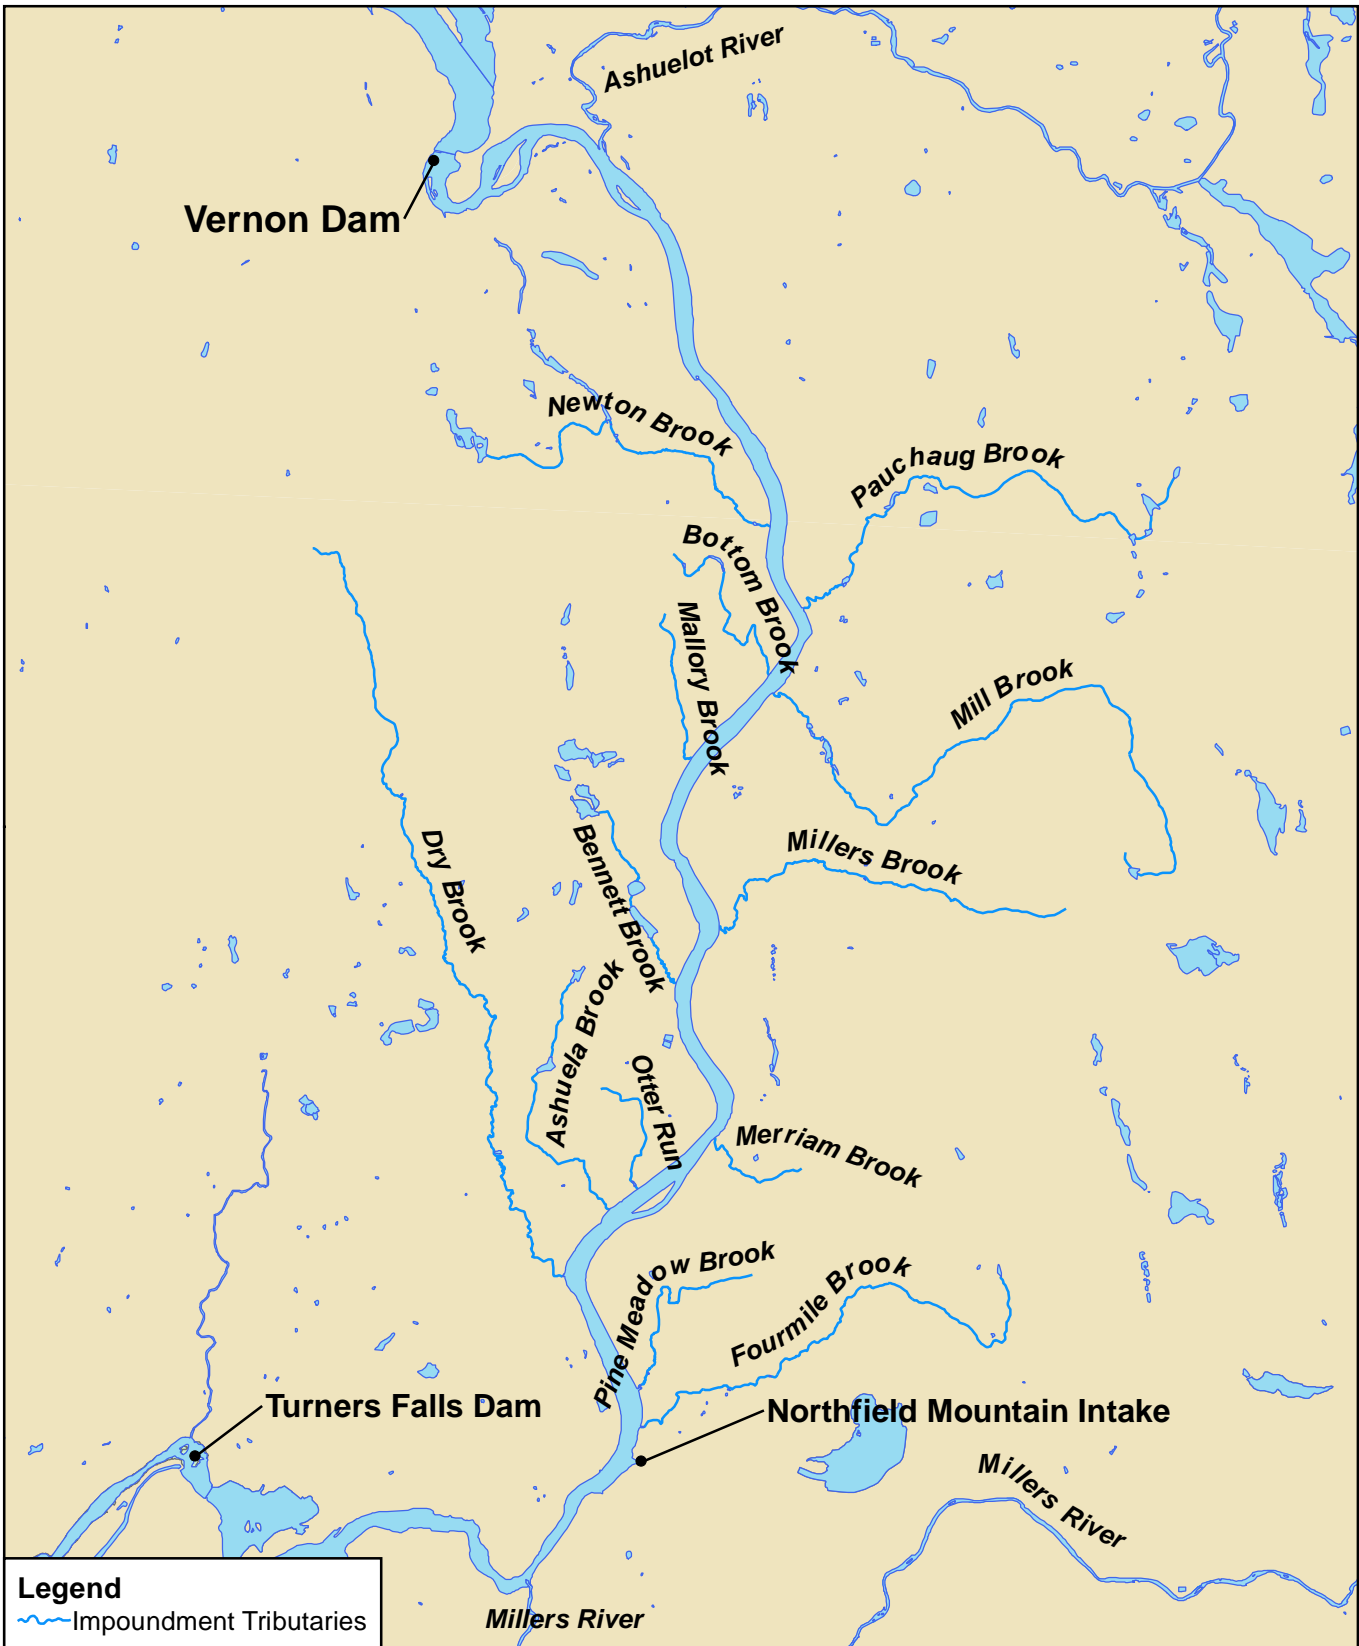 Ashuelot River
Vernon Dam
Newton Brook
Pauchaug Brook
Bottom Brook
Mallory Brook
Mill Brook
Millers Brook
Dry Brook
Bennett Brook
Ashuela Brook
Otter Run
Merriam Brook
Pine Meadow Brook
Fourmile Brook
Turners Falls Dam
Northfield Mountain Intake
Millers River
Legend
Impoundment Tributaries
Millers River